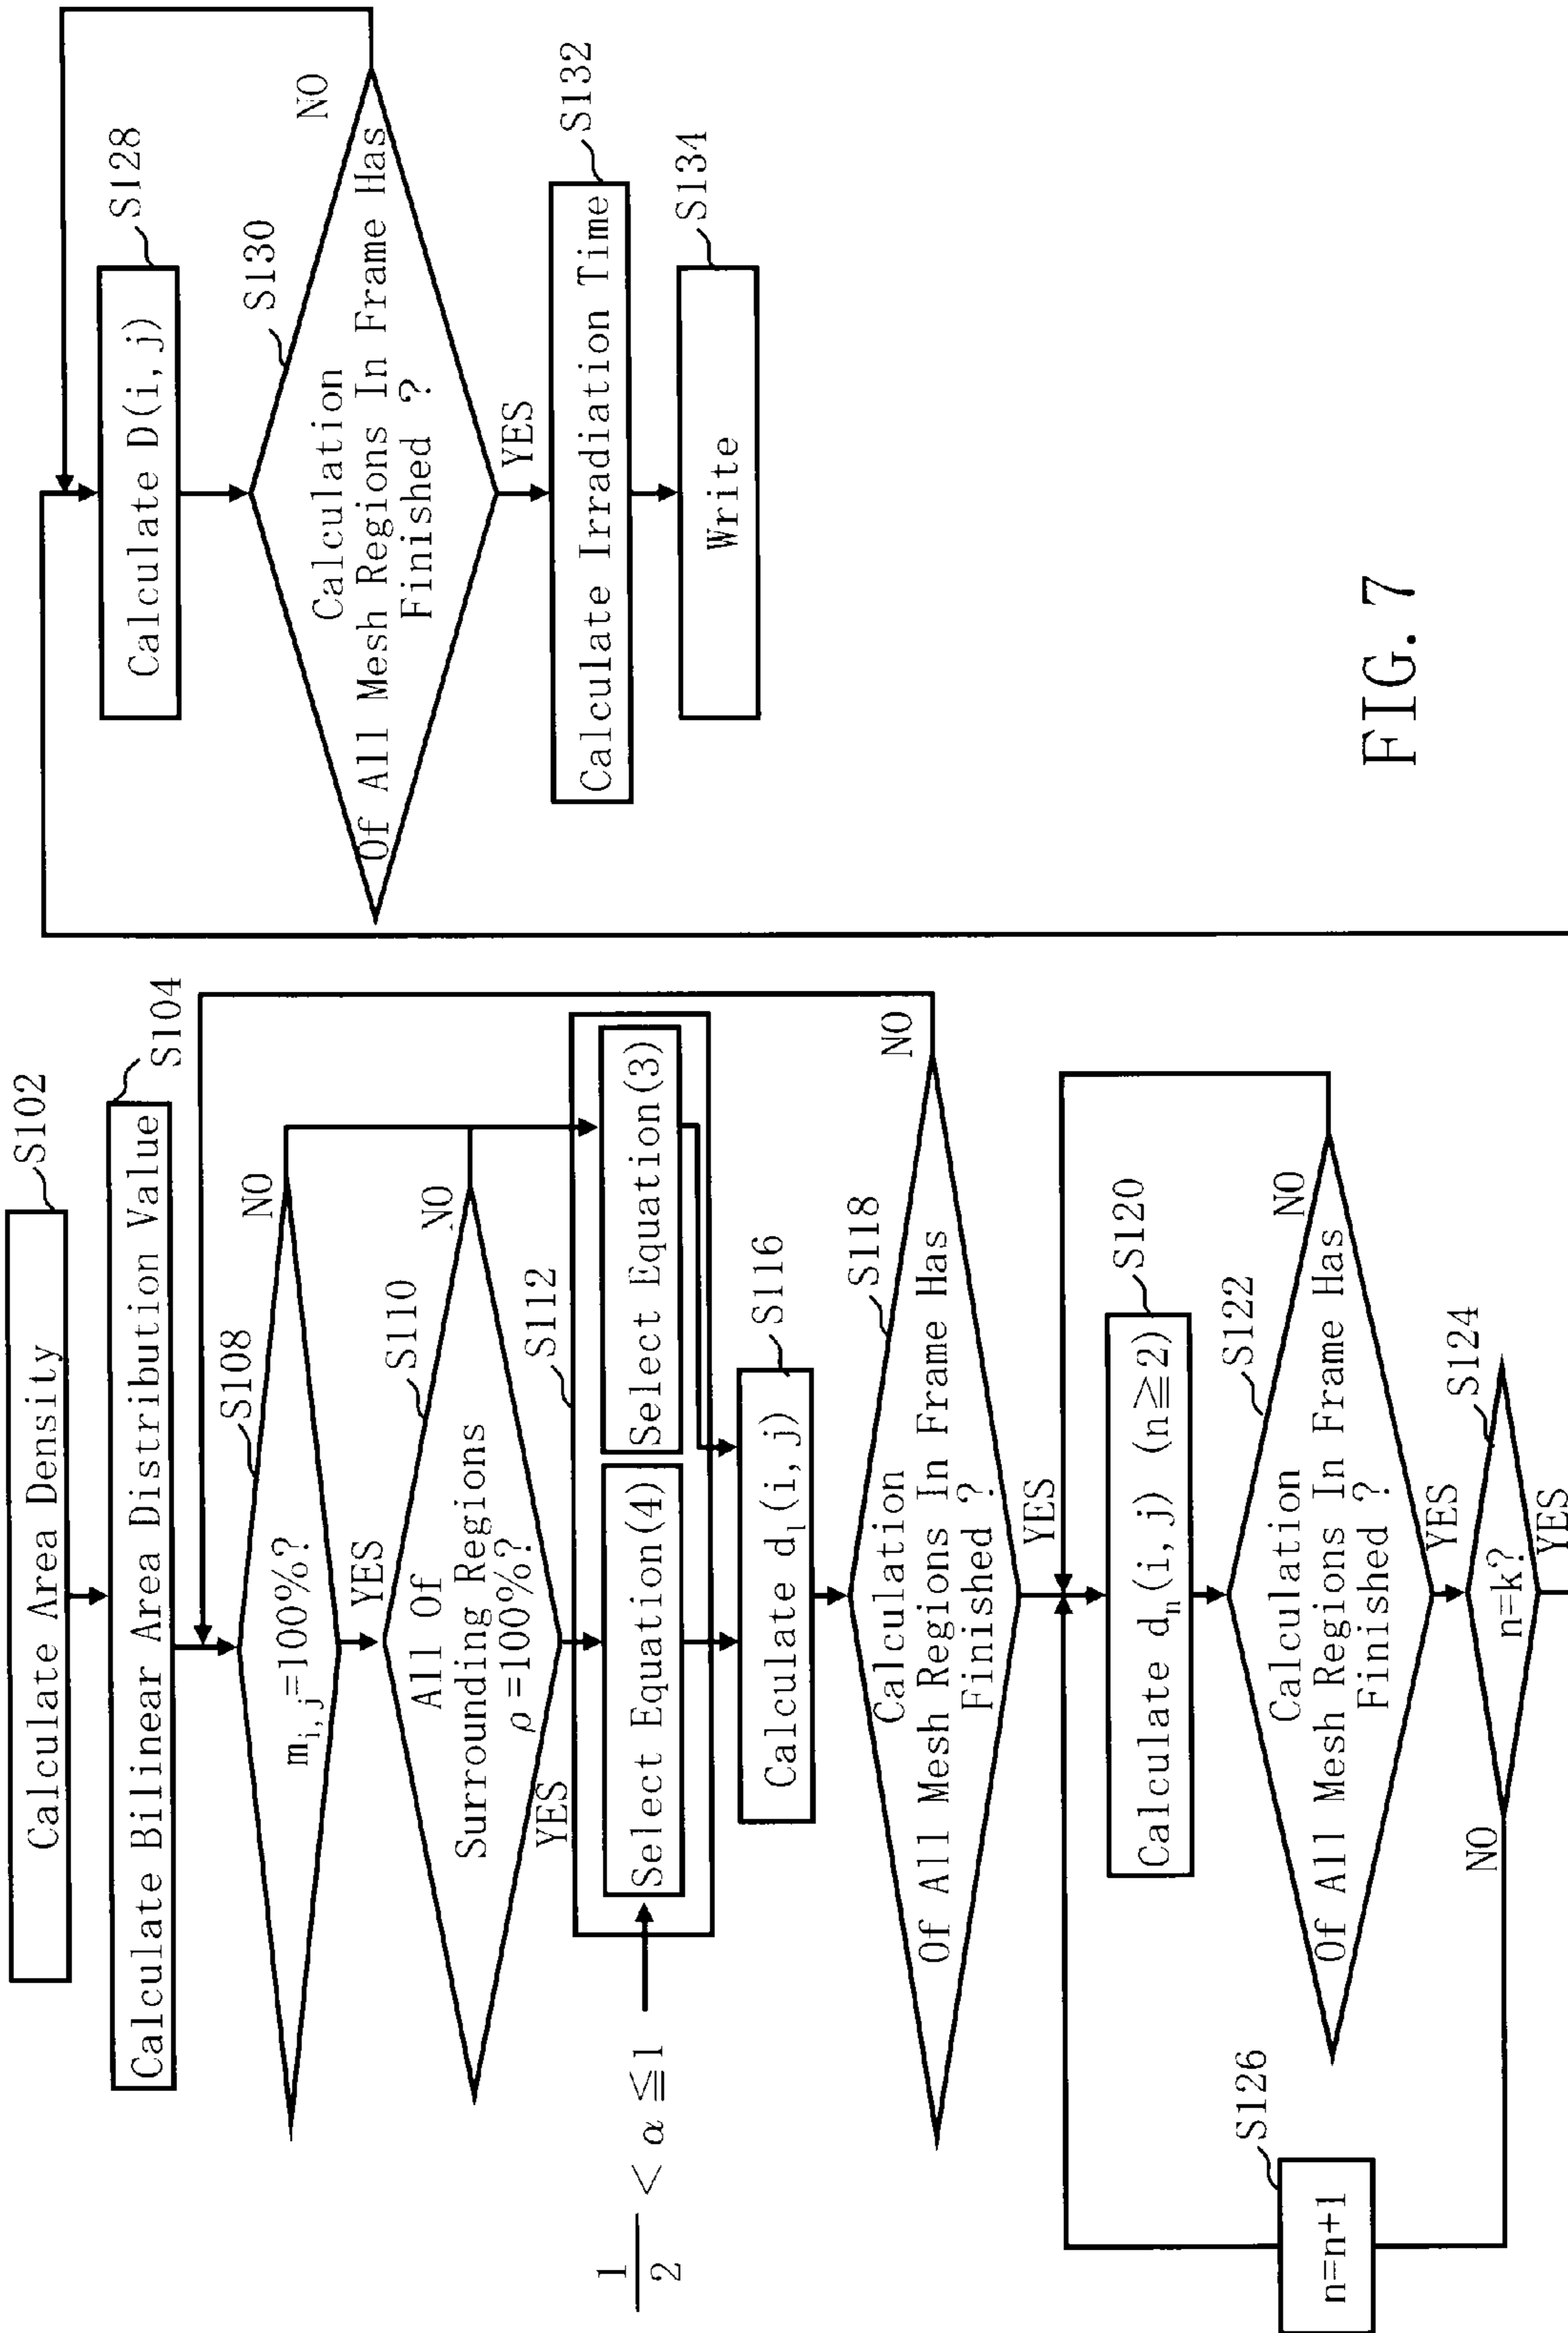 Calculate Area Density
S102
Calculate Bilinear Area Distribution Value
S104
m_{i,j}=100%?
S108
NO
YES
All Of
Surrounding Regions
ρ=100%?
S110
NO
YES
S112
1/2 < α ≦ 1
Select Equation(4)
Select Equation(3)
Calculate d_1(i,j)
S116
Calculation
Of All Mesh Regions In Frame Has
Finished ?
S118
NO
YES
Calculate d_n(i,j) (n≧2)
S120
Calculation
Of All Mesh Regions In Frame Has
Finished ?
S122
NO
YES
n=k?
S124
NO
YES
n=n+1
S126
Calculate D(i,j)
S128
Calculation
Of All Mesh Regions In Frame Has
Finished ?
S130
NO
YES
Calculate Irradiation Time
S132
Write
S134
FIG. 7